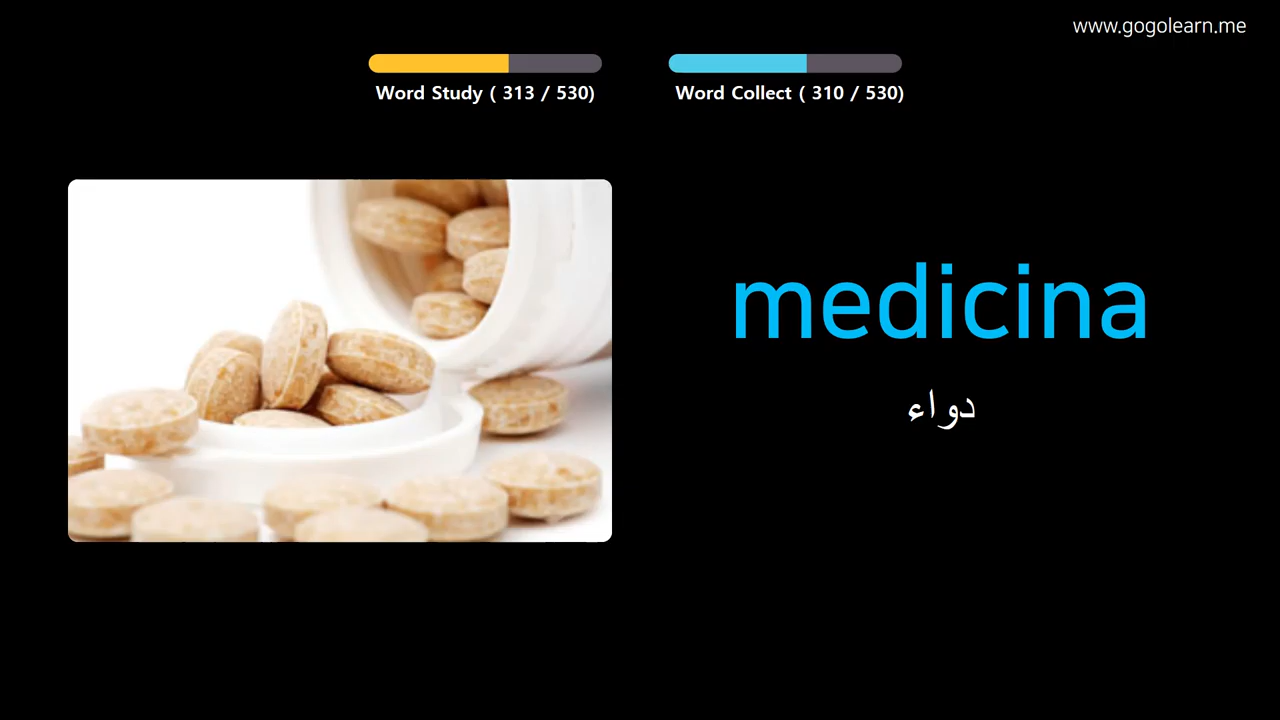 www.gogolearn.me
Word Study ( 313 / 530)
Word Collect ( 310 / 530)
medicina
دواء